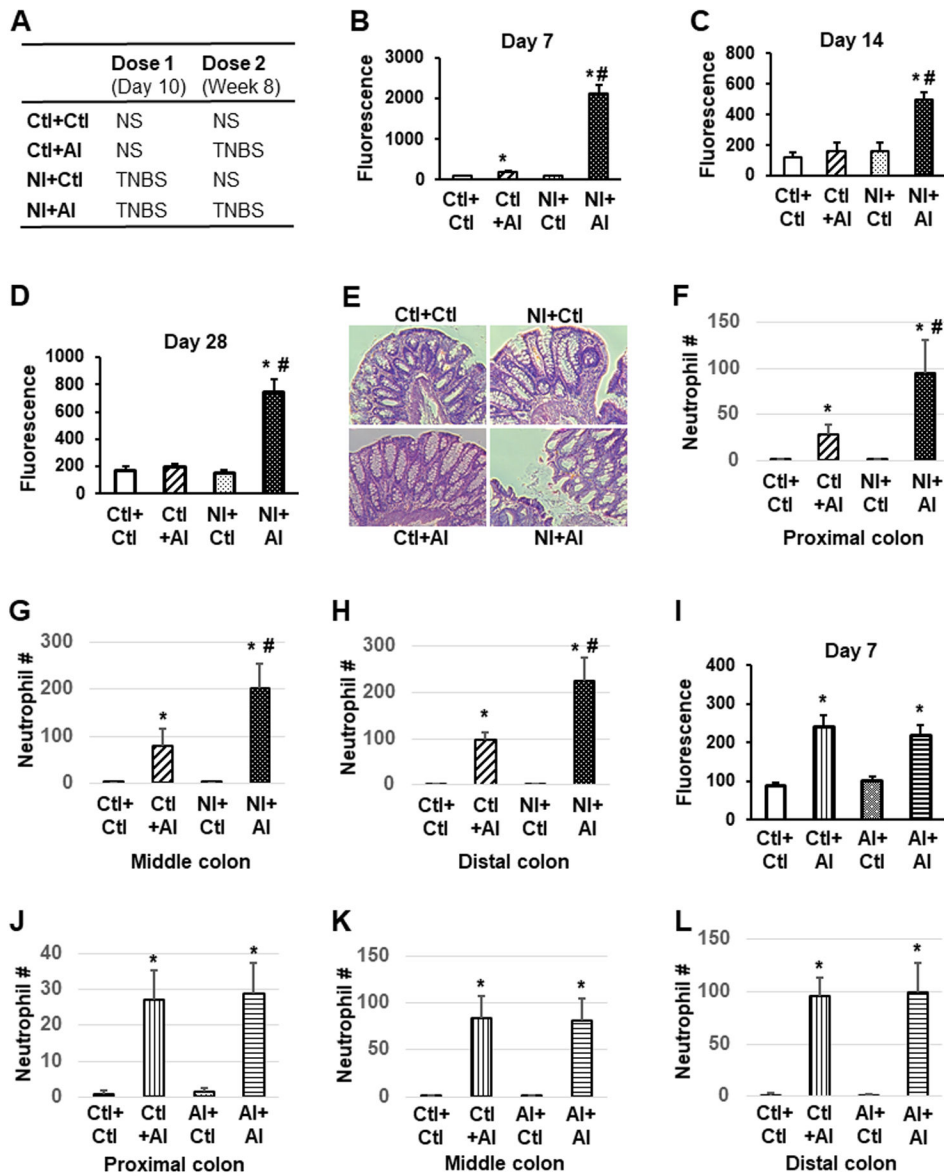 A
Dose 1 Dose 2
(Day 10) (Week 8)
Ctl+Ctl NS NS
Ctl+AI NS TNBS
NI+Ctl TNBS NS
NI+AI TNBS TNBS
B
Day 7
Fluorescence
3000
2000
1000
0
*
* #
Ctl+ Ctl NI+ NI+
Ctl +AI Ctl AI
C
Day 14
Fluorescence
800
600
400
200
0
* #
Ctl+ Ctl NI+ NI+
Ctl +AI Ctl AI
D
Day 28
Fluorescence
1000
800
600
400
200
0
* #
Ctl+ Ctl NI+ NI+
Ctl +AI Ctl AI
E
Ctl+Ctl NI+Ctl
Ctl+AI NI+AI
F
Neutrophil #
150
100
50
0
*
* #
Ctl+ Ctl NI+ NI+
Ctl +AI Ctl AI
Proximal colon
G
Neutrophil #
300
200
100
0
*
* #
Ctl+ Ctl NI+ NI+
Ctl +AI Ctl AI
Middle colon
H
Neutrophil #
300
200
100
0
*
* #
Ctl+ Ctl NI+ NI+
Ctl +AI Ctl AI
Distal colon
I
Day 7
Fluorescence
400
300
200
100
0
* *
Ctl+ Ctl+ AI+ AI+
Ctl AI Ctl AI
J
Neutrophil #
40
30
20
10
0
* *
Ctl+ Ctl AI+ AI+
Ctl +AI Ctl AI
Proximal colon
K
Neutrophil #
150
100
50
0
* *
Ctl+ Ctl AI+ AI+
Ctl +AI Ctl AI
Middle colon
L
Neutrophil #
150
100
50
0
* *
Ctl+ Ctl AI+ AI+
Ctl +AI Ctl AI
Distal colon